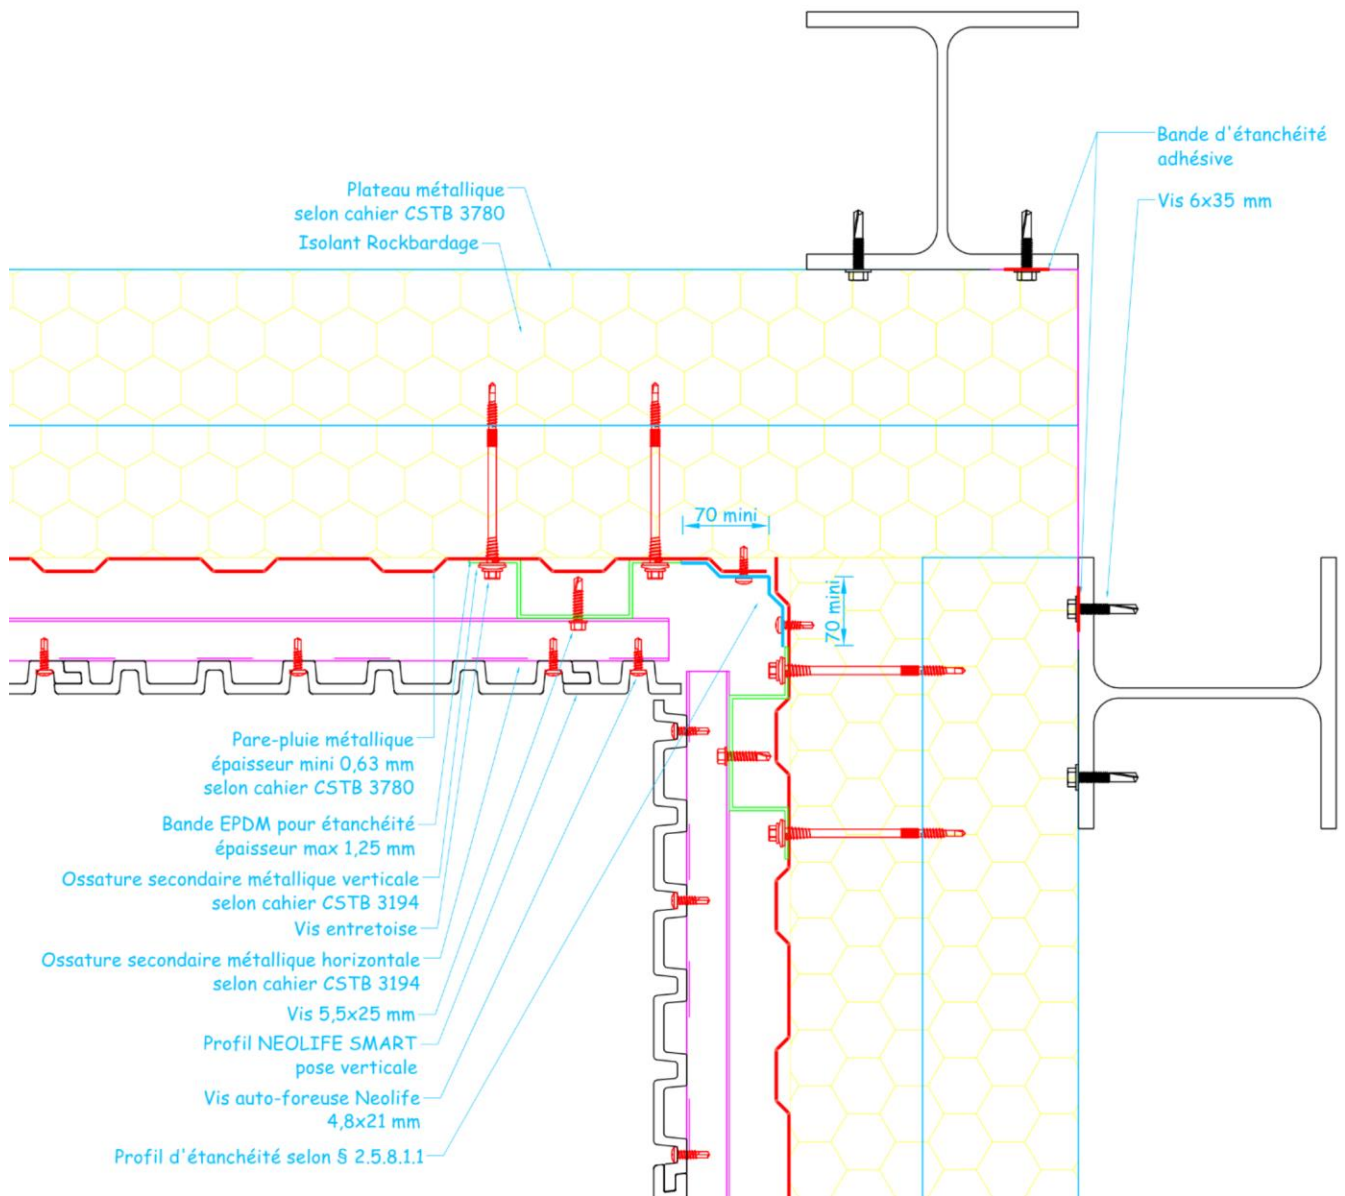 Bande d'étanchéité
adhésive
Plateau métallique
selon cahier CSTB 3780
Vis 6x35 mm
Isolant Rockbardage
70 mini
70 mini
Pare-pluie métallique
épaisseur mini 0,63 mm
selon cahier CSTB 3780
Bande EPDM pour étanchéité
épaisseur max 1,25 mm
Ossature secondaire métallique verticale
selon cahier CSTB 3194
Vis entretoise
Ossature secondaire métallique horizontale
selon cahier CSTB 3194
Vis 5,5x25 mm
Profil NEOLIFE SMART
pose verticale
Vis auto-foreuse Neolife
4,8x21 mm
Profil d'étanchéité selon § 2.5.8.1.1